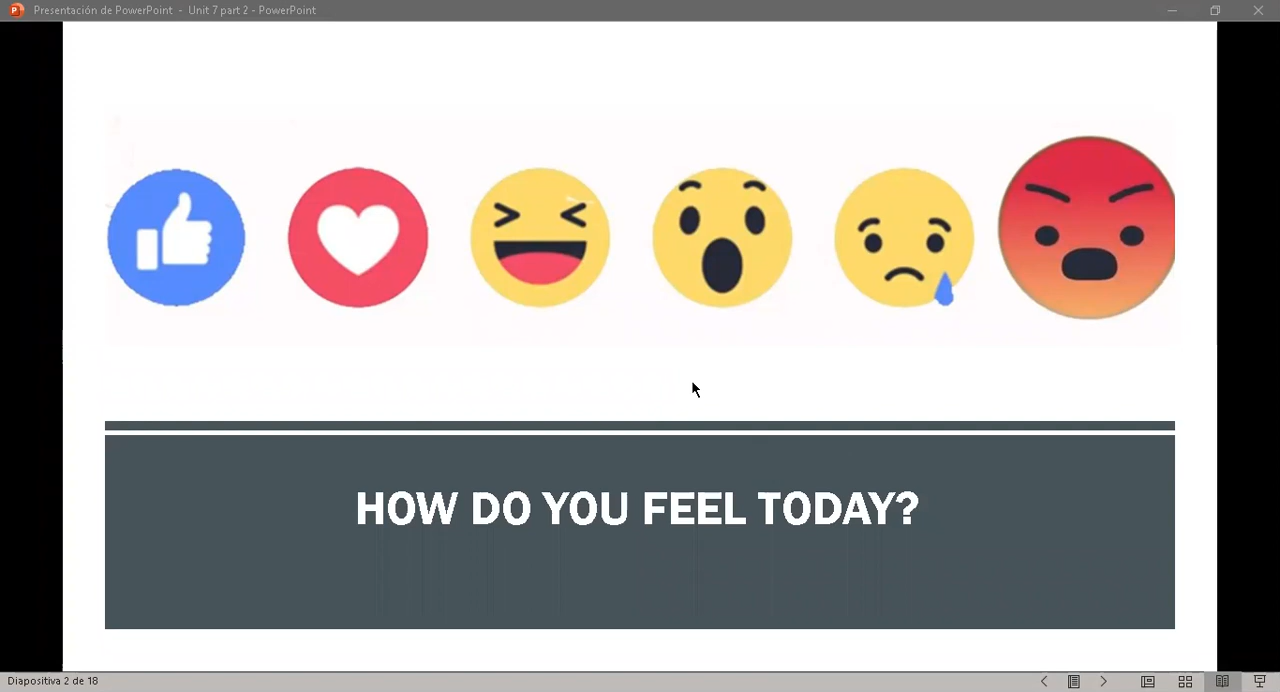 Presentación de PowerPoint - Unit 7 part 2 - PowerPoint
HOW DO YOU FEEL TODAY?
Diapositiva 2 de 18